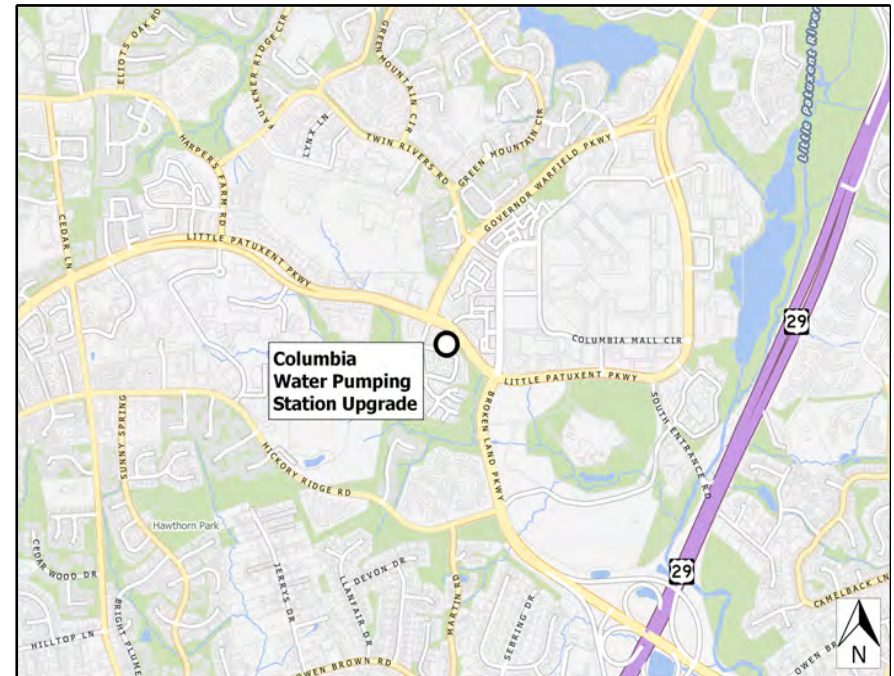 ELIOTS OAK RD
FAULKNER RIDGE CIR
GREEN MOUNTAIN CIR
LYNX LN
TWIN RIVERS RD
GREEN MOUNTAIN CIR
HARPERS FARM RD
GOVERNOR WARFIELD PKWY
Little Patuxent River
CEDAR LN
LITTLE PATUXENT PKWY
29
COLUMBIA MALL CIR
Columbia
Water Pumping
Station Upgrade
LITTLE PATUXENT PKWY
BROKEN LAND PKWY
SOUTH ENTRANCE RD
SUNNY SPRING
HICKORY RIDGE RD
Hawthorn Park
CEDAR WOOD DR
JERRYS DR
LLANFAIR DR
DEVON DR
MARTIN RD
SEBRING DR
29
CAMELBACK LN
BRIGHT PLUME
HILLTOP LN
OWEN BROWN RD
OWEN BR
N